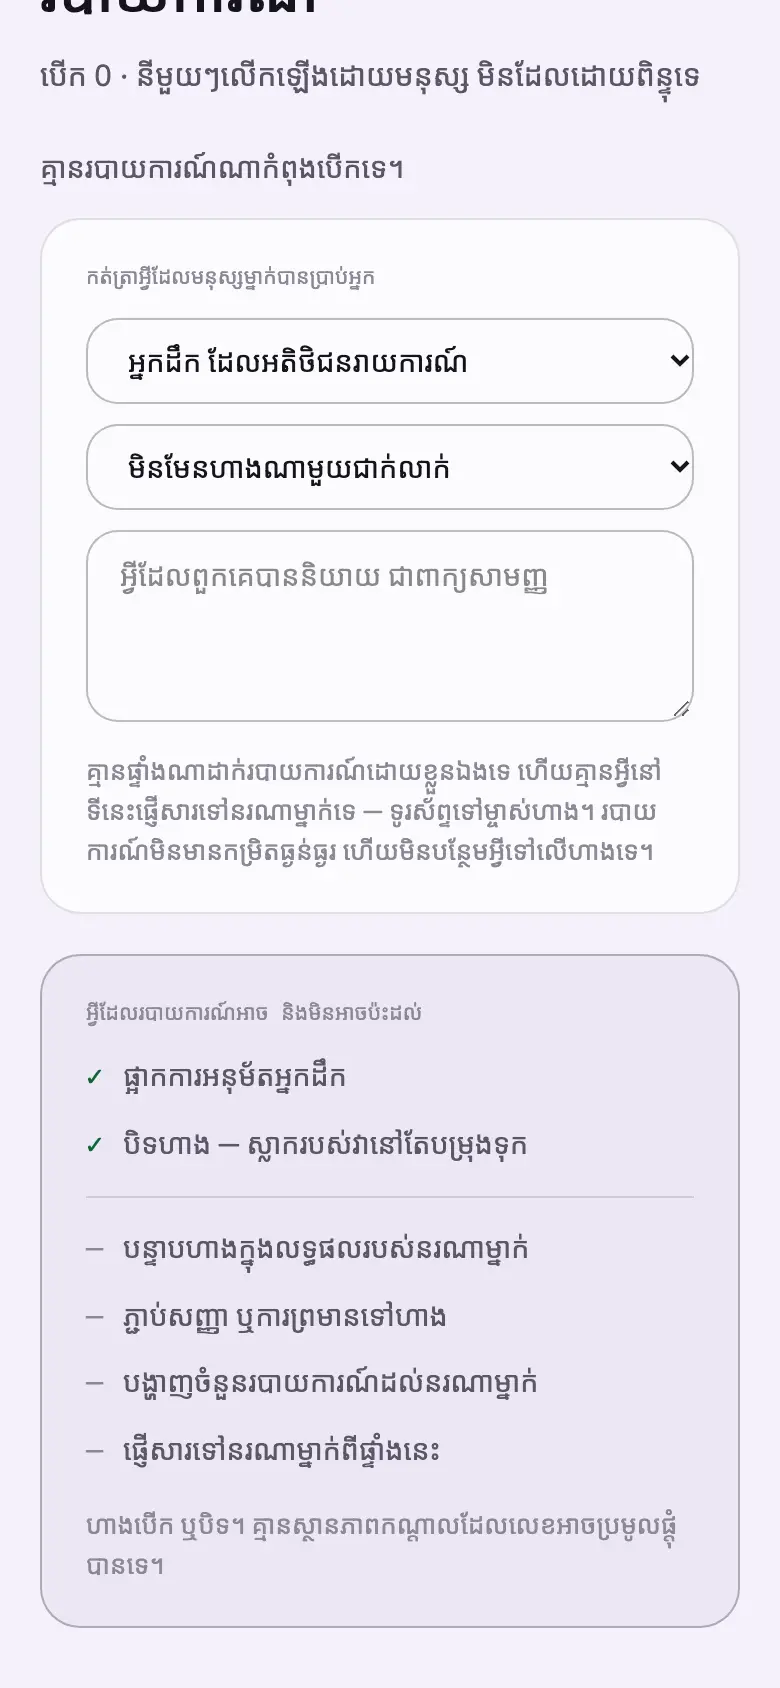 របាយការណ៍
បើក 0 · នីមួយៗលើកឡើងដោយមនុស្ស មិនដែលដោយពិន្ទុទេ
គ្មានរបាយការណ៍ណាកំពុងបើកទេ។
កត់ត្រាអ្វីដែលមនុស្សម្នាក់បានប្រាប់អ្នក
អ្នកដឹក ដែលអតិថិជនរាយការណ៍
មិនមែនហាងណាមួយជាក់លាក់
អ្វីដែលពួកគេបាននិយាយ ជាពាក្យសាមញ្ញ
គ្មានផ្ទាំងណាដាក់របាយការណ៍ដោយខ្លួនឯងទេ ហើយគ្មានអ្វីនៅ
ទីនេះផ្ញើសារទៅនរណាម្នាក់ទេ — ទូរស័ព្ទទៅម្ចាស់ហាង។ របាយ
ការណ៍មិនមានកម្រិតធ្ងន់ធ្ងរ ហើយមិនបន្ថែមអ្វីទៅលើហាងទេ។
អ្វីដែលរបាយការណ៍អាច និងមិនអាចប៉ះដល់
✓ ផ្អាកការអនុម័តអ្នកដឹក
✓ បិទហាង — ស្លាករបស់វានៅតែបម្រុងទុក
— បន្ទាបហាងក្នុងលទ្ធផលរបស់នរណាម្នាក់
— ភ្ជាប់សញ្ញា ឬការព្រមានទៅហាង
— បង្ហាញចំនួនរបាយការណ៍ដល់នរណាម្នាក់
— ផ្ញើសារទៅនរណាម្នាក់ពីផ្ទាំងនេះ
ហាងបើក ឬបិទ។ គ្មានស្ថានភាពកណ្ដាលដែលលេខអាចប្រមូលផ្ដុំ
បានទេ។